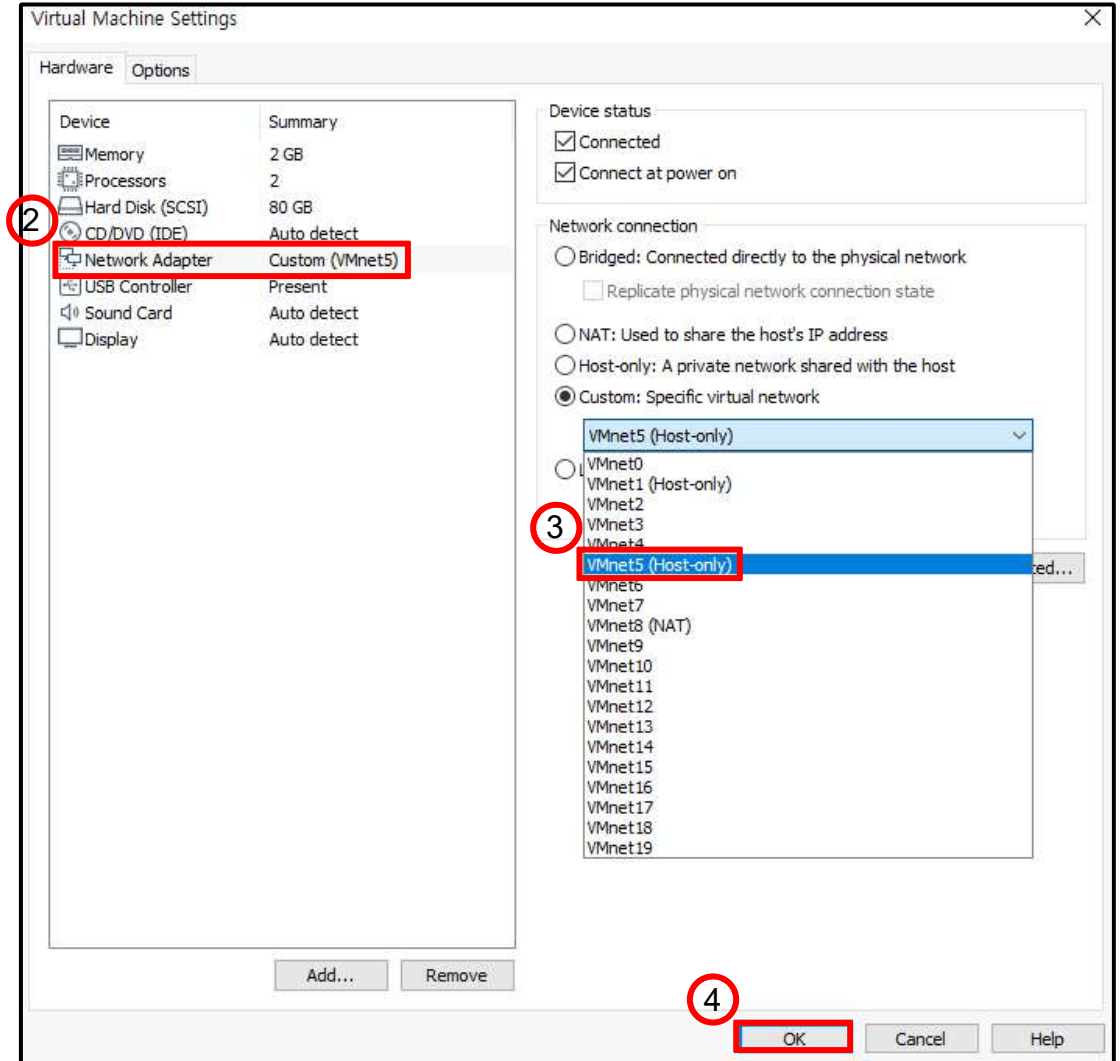 Virtual Machine Settings
Hardware Options
Device Summary
Memory 2 GB
Processors 2
2
Hard Disk (SCSI) 80 GB
CD/DVD (IDE) Auto detect
Network Adapter Custom (VMnet5)
USB Controller Present
Sound Card Auto detect
Display Auto detect
Add... Remove
Device status
Connected
Connect at power on
Network connection
Bridged: Connected directly to the physical network
Replicate physical network connection state
NAT: Used to share the host's IP address
Host-only: A private network shared with the host
Custom: Specific virtual network
VMnet5 (Host-only)
VMnet0
VMnet1 (Host-only)
VMnet2
3
VMnet3
VMnet4
VMnet5 (Host-only)
VMnet6
VMnet7
VMnet8 (NAT)
VMnet9
VMnet10
VMnet11
VMnet12
VMnet13
VMnet14
VMnet15
VMnet16
VMnet17
VMnet18
VMnet19
4
OK Cancel Help